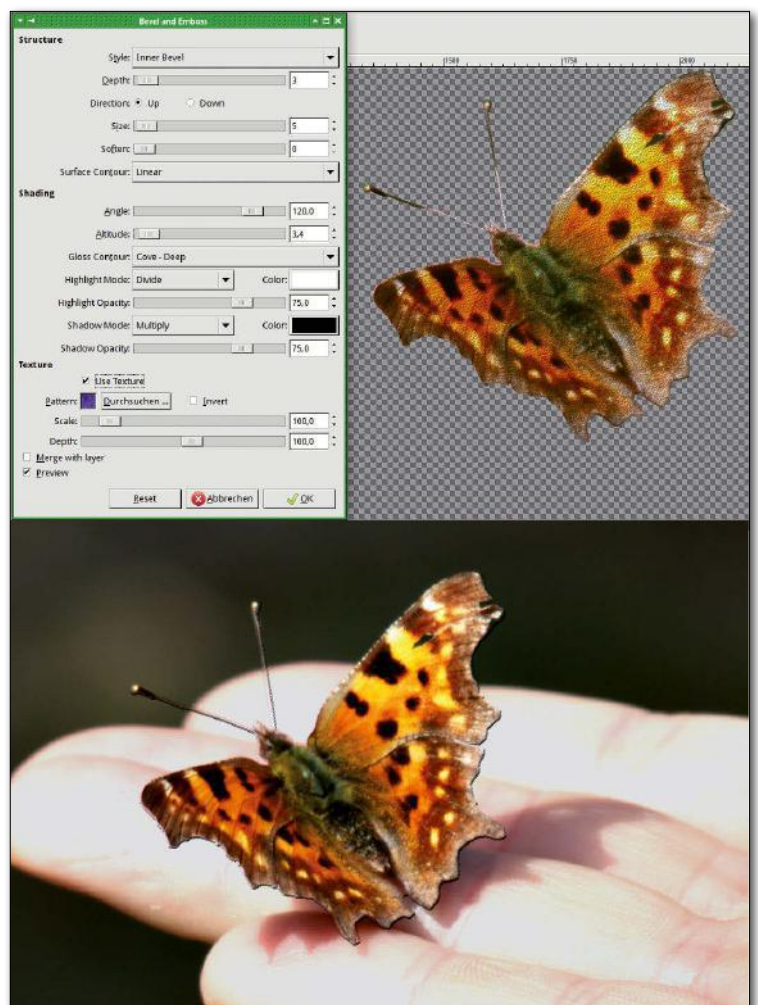 Bevel and Emboss
Structure
Style: Inner Bevel
Depth: 3
Direction: Up Down
Size: 5
Soften: 0
Surface Contour: Linear
Shading
Angle: 120,0
Altitude: 3,4
Gloss Contour: Cove - Deep
Highlight Mode: Divide Color:
Highlight Opacity: 75,0
Shadow Mode: Multiply Color:
Shadow Opacity: 75,0
Texture
Use Texture
Pattern: Durchsuchen ... Invert
Scale: 100,0
Depth: 100,0
Merge with layer
Preview
Reset Abbrechen OK
1500 1750 2000